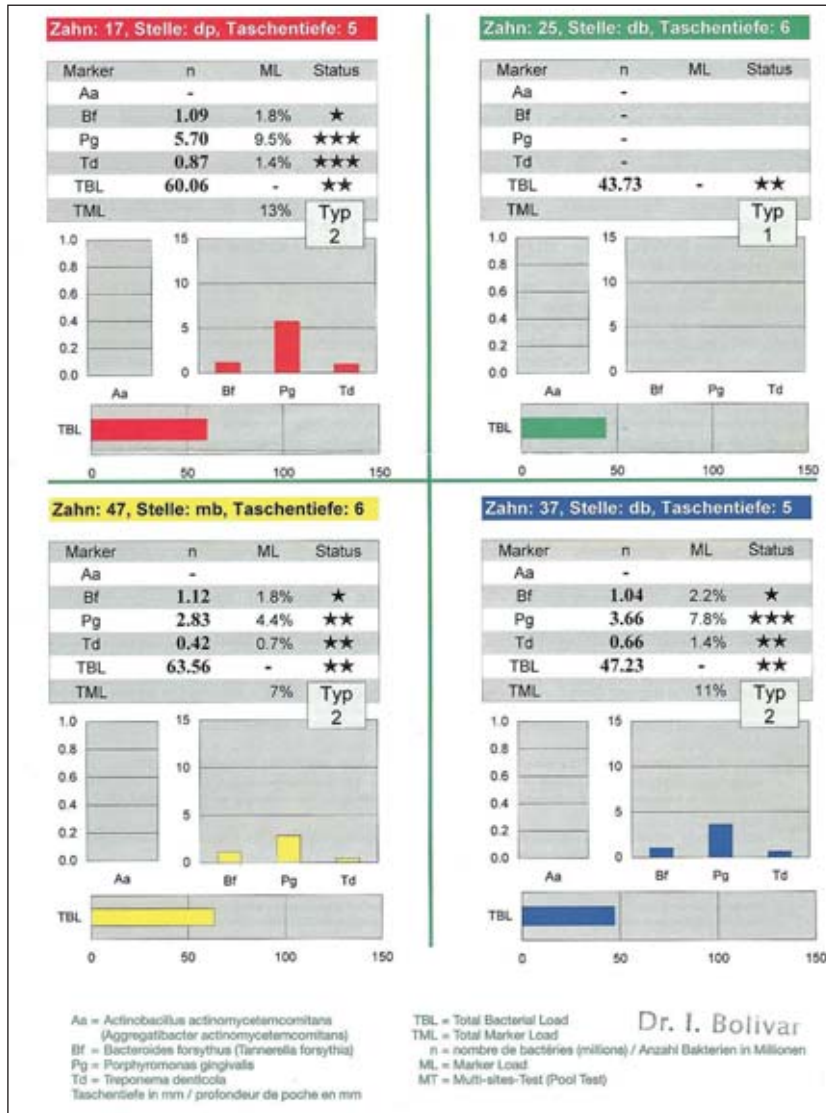 Zahn: 17, Stelle: dp, Taschentiefe: 5
Marker n ML Status
Aa -
Bf 1.09 1.8% ★
Pg 5.70 9.5% ★★★
Td 0.87 1.4% ★★★
TBL 60.06 - ★★
TML 13% Typ 2
1.0
0.8
0.6
0.4
0.2
0.0
Aa
15
10
5
0
Bf Pg Td
TBL
0 50 100 150
Zahn: 25, Stelle: db, Taschentiefe: 6
Marker n ML Status
Aa -
Bf -
Pg -
Td -
TBL 43.73 - ★★
TML Typ 1
1.0
0.8
0.6
0.4
0.2
0.0
Aa
15
10
5
0
Bf Pg Td
TBL
0 50 100 150
Zahn: 47, Stelle: mb, Taschentiefe: 6
Marker n ML Status
Aa -
Bf 1.12 1.8% ★
Pg 2.83 4.4% ★★
Td 0.42 0.7% ★★
TBL 63.56 - ★★
TML 7% Typ 2
1.0
0.8
0.6
0.4
0.2
0.0
Aa
15
10
5
0
Bf Pg Td
TBL
0 50 100 150
Zahn: 37, Stelle: db, Taschentiefe: 5
Marker n ML Status
Aa -
Bf 1.04 2.2% ★
Pg 3.66 7.8% ★★★
Td 0.66 1.4% ★★
TBL 47.23 - ★★
TML 11% Typ 2
1.0
0.8
0.6
0.4
0.2
0.0
Aa
15
10
5
0
Bf Pg Td
TBL
0 50 100 150
Aa = Actinobacillus actinomycetemcomitans
(Aggregatibacter actinomycetemcomitans)
Bf = Bacteroides forsythus (Tannerella forsythia)
Pg = Porphyromonas gingivalis
Td = Treponema denticola
Taschentiefe in mm / profondeur de poche en mm
TBL = Total Bacterial Load
TML = Total Marker Load
n = nombre de bactéries (millions) / Anzahl Bakterien in Millionen
ML = Marker Load
MT = Multi-sites-Test (Pool Test)
Dr. I. Bolivar